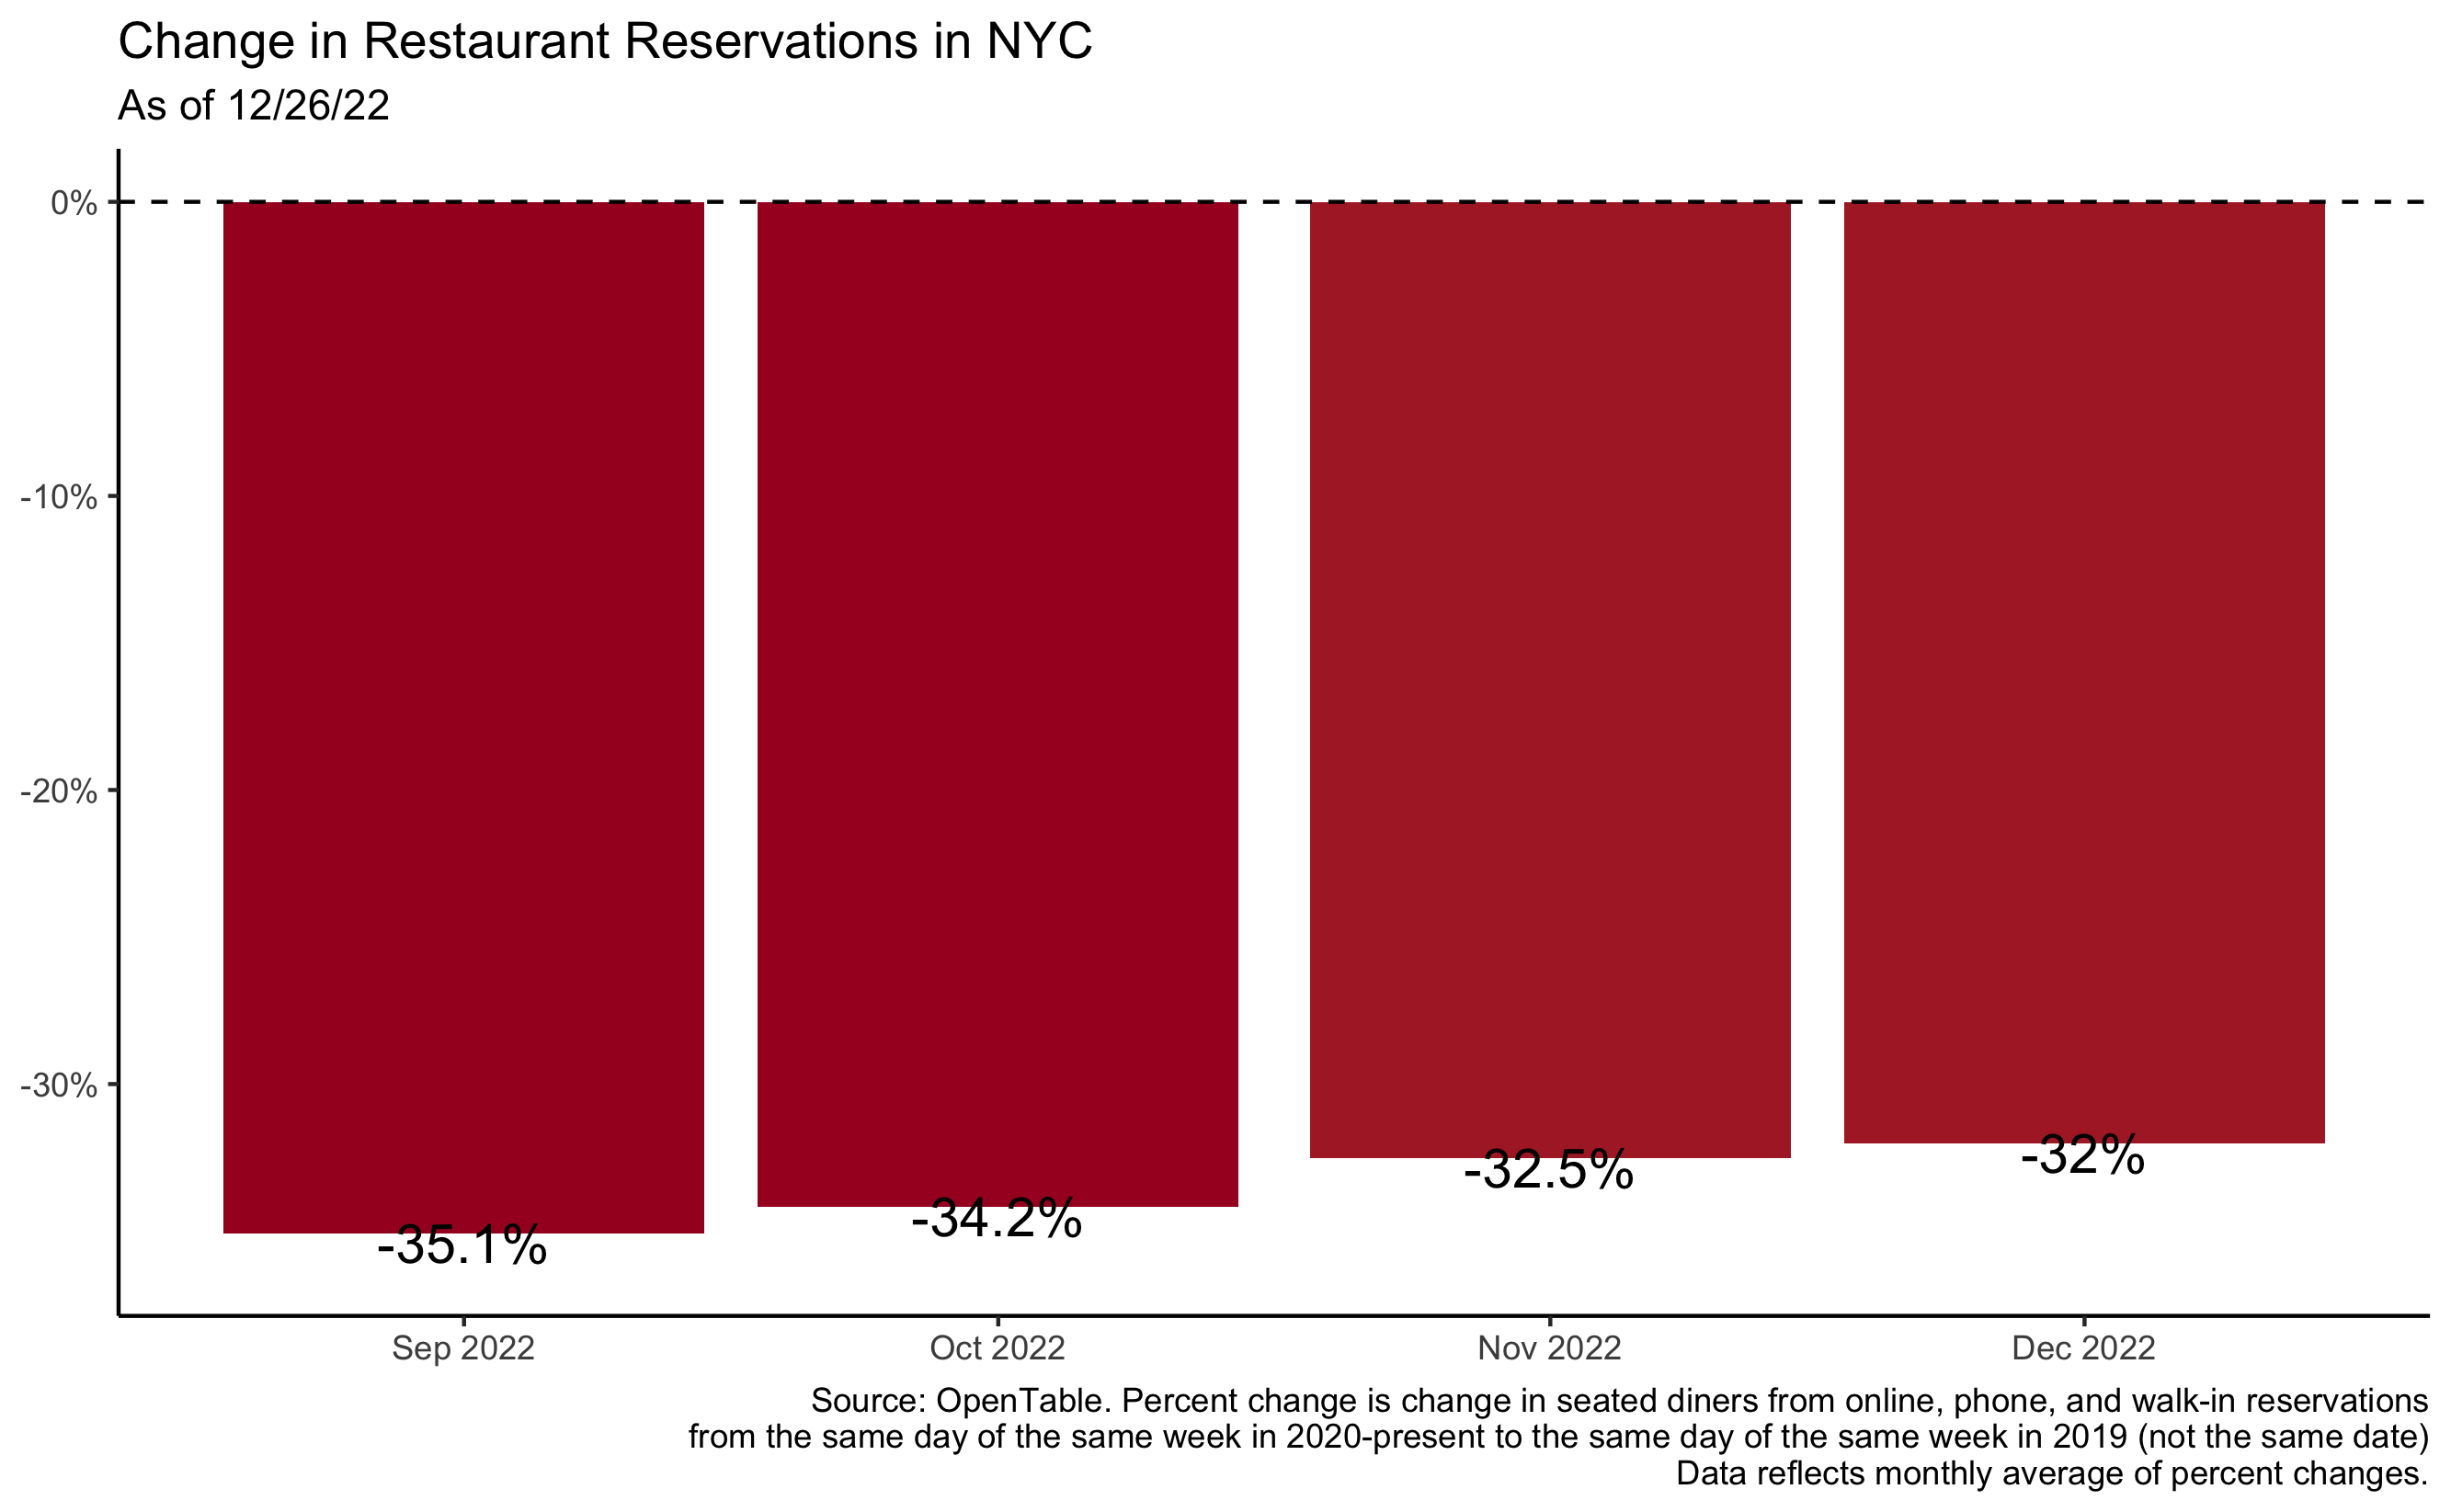 Change in Restaurant Reservations in NYC
As of 12/26/22
0%
-10%
-20%
-30%
-35.1%
-34.2%
-32.5%
-32%
Sep 2022
Oct 2022
Nov 2022
Dec 2022
Source: OpenTable. Percent change is change in seated diners from online, phone, and walk-in reservations
from the same day of the same week in 2020-present to the same day of the same week in 2019 (not the same date)
Data reflects monthly average of percent changes.